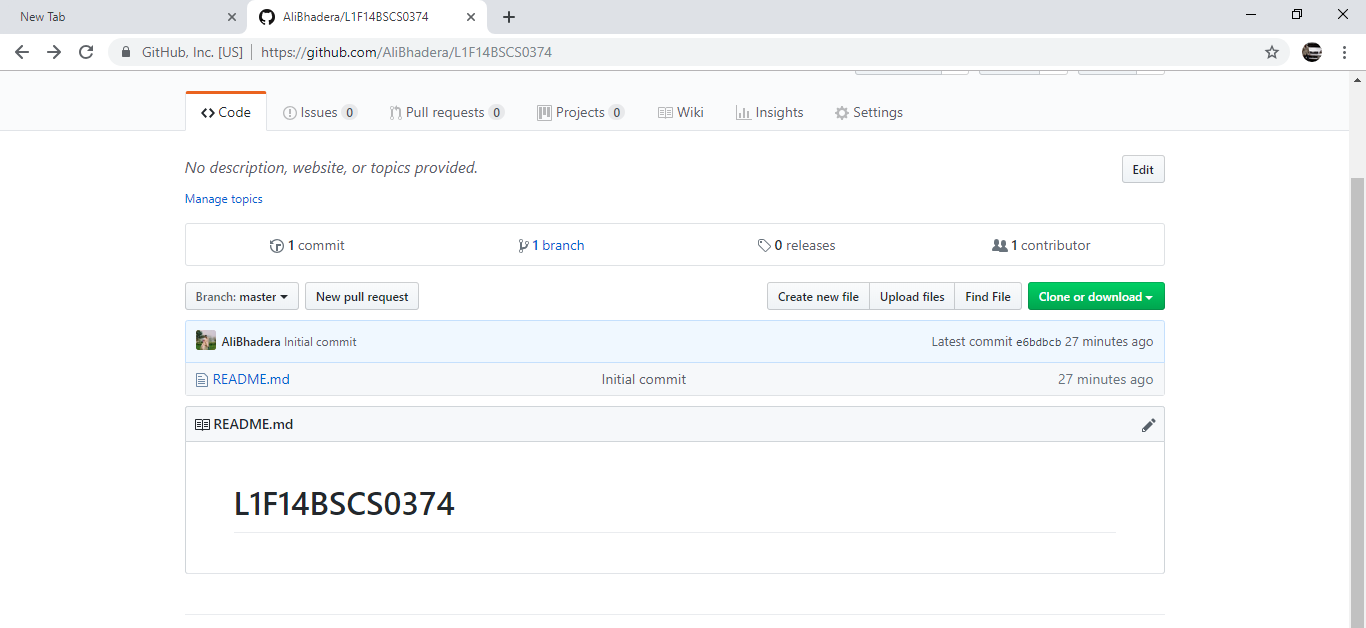 New Tab
AliBhadera/L1F14BSCS0374
GitHub, Inc. [US] https://github.com/AliBhadera/L1F14BSCS0374
Code Issues 0 Pull requests 0 Projects 0 Wiki Insights Settings
No description, website, or topics provided. Edit
Manage topics
1 commit 1 branch 0 releases 1 contributor
Branch: master New pull request Create new file Upload files Find File Clone or download
AliBhadera Initial commit Latest commit e6bdbcb 27 minutes ago
README.md Initial commit 27 minutes ago
README.md
L1F14BSCS0374